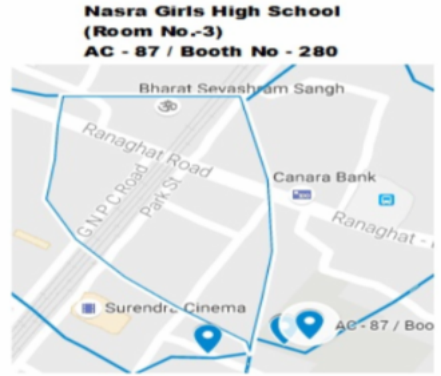 Nasra Girls High School
(Room No.-3)
AC - 87 / Booth No - 280
Bharat Sevashram Sangh
Ranaghat Road
G N P C Road
Park St
Canara Bank
Ranaghat -
Surendra Cinema
AC - 87 / Boo